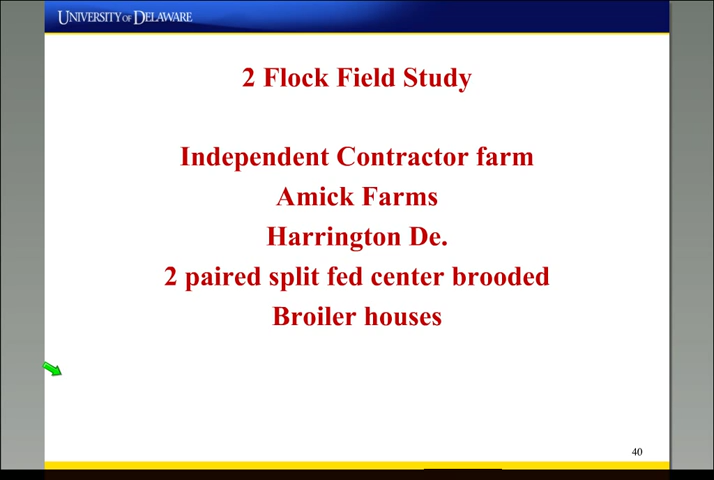 UNIVERSITY OF DELAWARE
2 Flock Field Study
Independent Contractor farm
Amick Farms
Harrington De.
2 paired split fed center brooded
Broiler houses
40